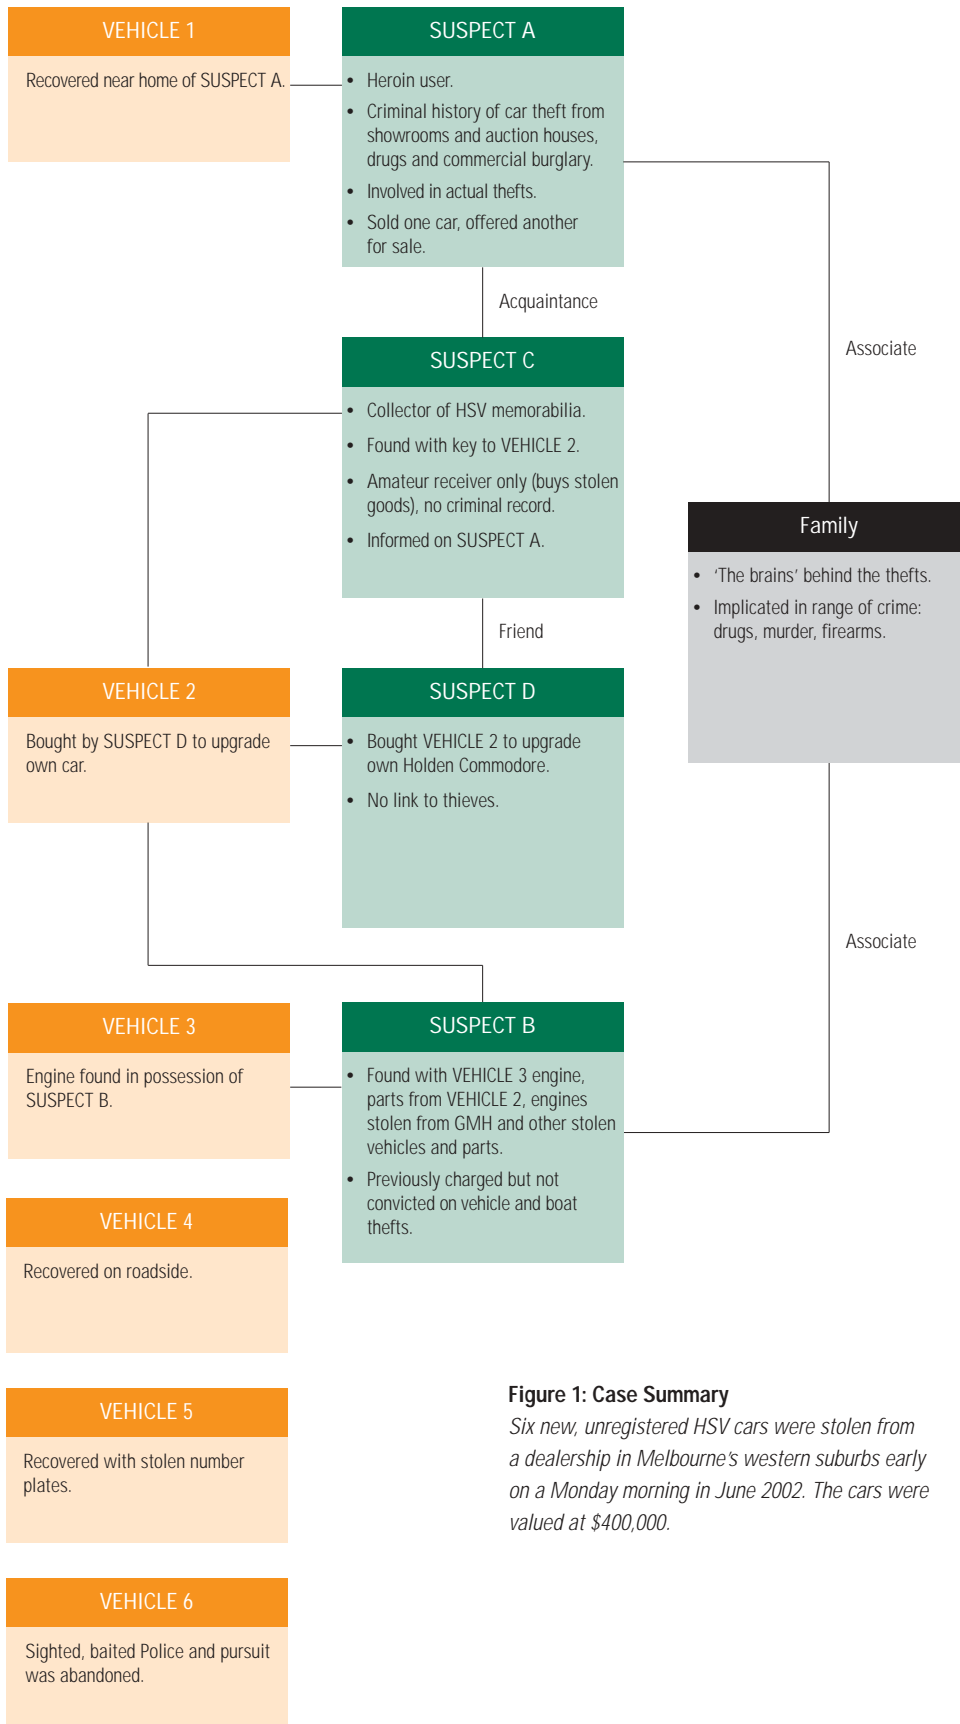 VEHICLE 1
Recovered near home of SUSPECT A.
SUSPECT A
• Heroin user.
• Criminal history of car theft from
showrooms and auction houses,
drugs and commercial burglary.
• Involved in actual thefts.
• Sold one car, offered another
for sale.
Acquaintance
Associate
SUSPECT C
• Collector of HSV memorabilia.
• Found with key to VEHICLE 2.
• Amateur receiver only (buys stolen
goods), no criminal record.
• Informed on SUSPECT A.
Family
• ‘The brains’ behind the thefts.
• Implicated in range of crime:
drugs, murder, firearms.
Friend
VEHICLE 2
Bought by SUSPECT D to upgrade
own car.
SUSPECT D
• Bought VEHICLE 2 to upgrade
own Holden Commodore.
• No link to thieves.
Associate
VEHICLE 3
Engine found in possession of
SUSPECT B.
SUSPECT B
• Found with VEHICLE 3 engine,
parts from VEHICLE 2, engines
stolen from GMH and other stolen
vehicles and parts.
• Previously charged but not
convicted on vehicle and boat
thefts.
VEHICLE 4
Recovered on roadside.
VEHICLE 5
Recovered with stolen number
plates.
VEHICLE 6
Sighted, baited Police and pursuit
was abandoned.
Figure 1: Case Summary
Six new, unregistered HSV cars were stolen from
a dealership in Melbourne’s western suburbs early
on a Monday morning in June 2002. The cars were
valued at $400,000.